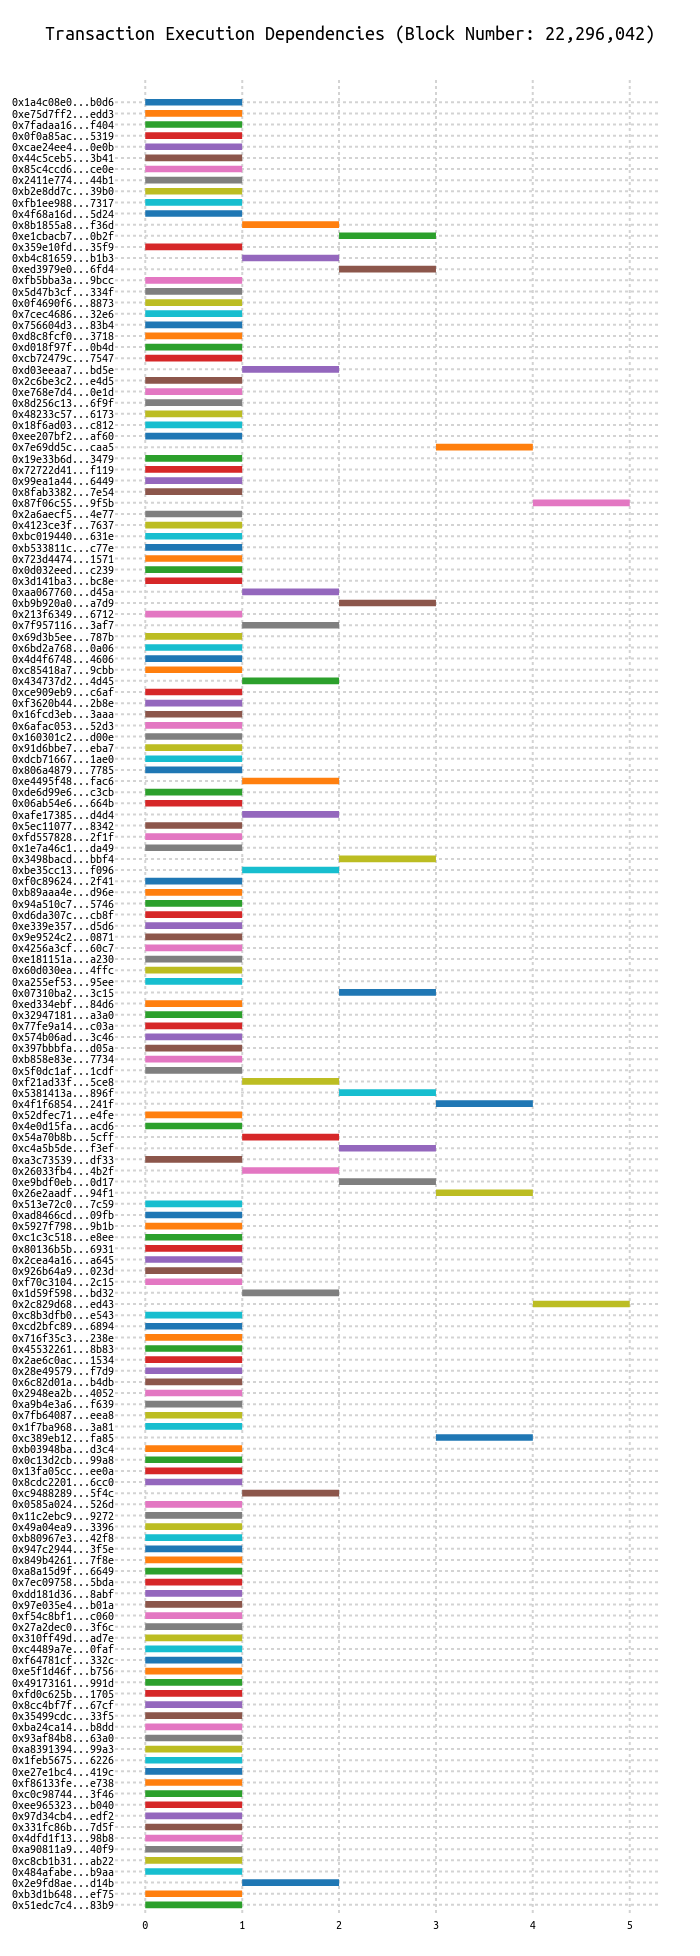 Transaction Execution Dependencies (Block Number: 22,296,042)
0x1a4c08e0...b0d6
0xe75d7ff2...edd3
0x7fadaa16...f404
0x0f0a85ac...5319
0xcae24ee4...0e0b
0x44c5ceb5...3b41
0x85c4ccd6...ce0e
0x2411e774...44b1
0xb2e8dd7c...39b0
0xfb1ee988...7317
0x4f68a16d...5d24
0x8b1855a8...f36d
0xe1cbacb7...0b2f
0x359e10fd...35f9
0xb4c81659...b1b3
0xed3979e0...6fd4
0xfb5bba3a...9bcc
0x5d47b3cf...334f
0x0f4690f6...8873
0x7cec4686...32e6
0x756604d3...83b4
0xd8c8fcf0...3718
0xd018f97f...0b4d
0xcb72479c...7547
0xd03eeaa7...bd5e
0x2c6be3c2...e4d5
0xe768e7d4...0e1d
0x8d256c13...6f9f
0x48233c57...6173
0x18f6ad03...c812
0xee207bf2...af60
0x7e69dd5c...caa5
0x19e33b6d...3479
0x72722d41...f119
0x99ea1a44...6449
0x8fab3382...7e54
0x87f06c55...9f5b
0x2a6aecf5...4e77
0x4123ce3f...7637
0xbc019440...631e
0xb533811c...c77e
0x723d4474...1571
0x0d032eed...c239
0x3d141ba3...bc8e
0xaa067760...d45a
0xb9b920a0...a7d9
0x213f6349...6712
0x7f957116...3af7
0x69d3b5ee...787b
0x6bd2a768...0a06
0x4d4f6748...4606
0xc85418a7...9cbb
0x434737d2...4d45
0xce909eb9...c6af
0xf3620b44...2b8e
0x16fcd3eb...3aaa
0x6afac053...52d3
0x160301c2...d00e
0x91d6bbe7...eba7
0xdcb71667...1ae0
0x806a4879...7785
0xe4495f48...fac6
0xde6d99e6...c3cb
0x06ab54e6...664b
0xafe17385...d4d4
0x5ec11077...8342
0xfd557828...2f1f
0x1e7a46c1...da49
0x3498bacd...bbf4
0xbe35cc13...f096
0xf0c89624...2f41
0xb89aaa4e...d96e
0x94a510c7...5746
0xd6da307c...cb8f
0xe339e357...d5d6
0x9e9524c2...0871
0x4256a3cf...60c7
0xe181151a...a230
0x60d030ea...4ffc
0xa255ef53...95ee
0x07310ba2...3c15
0xed334ebf...84d6
0x32947181...a3a0
0x77fe9a14...c03a
0x574b06ad...3c46
0x397bbbfa...d05a
0xb858e83e...7734
0x5f0dc1af...1cdf
0xf21ad33f...5ce8
0x5381413a...896f
0x4f1f6854...241f
0x52dfec71...e4fe
0x4e0d15fa...acd6
0x54a70b8b...5cff
0xc4a5b5de...f3ef
0xa3c73539...df33
0x26033fb4...4b2f
0xe9bdf0eb...0d17
0x26e2aadf...94f1
0x513e72c0...7c59
0xad8466cd...09fb
0x5927f798...9b1b
0xc1c3c518...e8ee
0x80136b5b...6931
0x2cea4a16...a645
0x926b64a9...023d
0xf70c3104...2c15
0x1d59f598...bd32
0x2c829d68...ed43
0xc8b3dfb0...e543
0xcd2bfc89...6894
0x716f35c3...238e
0x45532261...8b83
0x2ae6c0ac...1534
0x28e49579...f7d9
0x6c82d01a...b4db
0x2948ea2b...4052
0xa9b4e3a6...f639
0x7fb64087...eea8
0x1f7ba968...3a81
0xc389eb12...fa85
0xb03948ba...d3c4
0x0c13d2cb...99a8
0x13fa05cc...ee0a
0x8cdc2201...6cc0
0xc9488289...5f4c
0x0585a024...526d
0x11c2ebc9...9272
0x49a04ea9...3396
0xb80967e3...42f8
0x947c2944...3f5e
0x849b4261...7f8e
0xa8a15d9f...6649
0x7ec09758...5bda
0xdd181d36...8abf
0x97e035e4...b01a
0xf54c8bf1...c060
0x27a2dec0...3f6c
0x310ff49d...ad7e
0xc4489a7e...0faf
0xf64781cf...332c
0xe5f1d46f...b756
0x49173161...991d
0xfd0c625b...1705
0x8cc4bf7f...67cf
0x35499cdc...33f5
0xba24ca14...b8dd
0x93af84b8...63a0
0xa8391394...99a3
0x1feb5675...6226
0xe27e1bc4...419c
0xf86133fe...e738
0xc0c98744...3f46
0xee965323...b040
0x97d34cb4...edf2
0x331fc86b...7d5f
0x4dfd1f13...98b8
0xa90811a9...40f9
0xc8cb1b31...ab22
0x484afabe...b9aa
0x2e9fd8ae...d14b
0xb3d1b648...ef75
0x51edc7c4...83b9
0 1 2 3 4 5